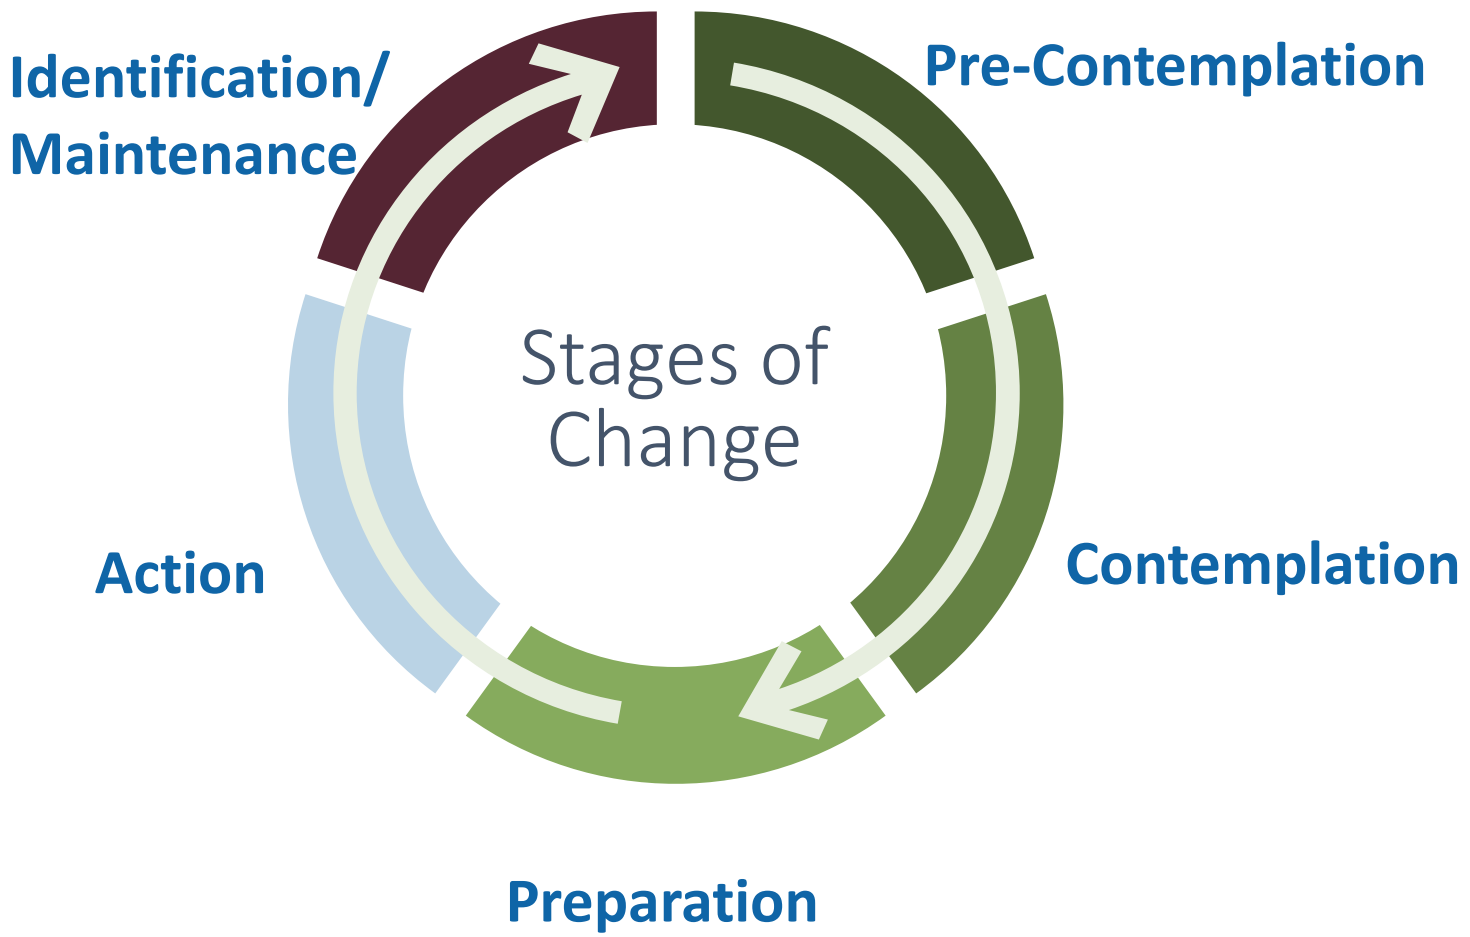 Identification/
Maintenance
Pre-Contemplation
Stages of
Change
Action
Contemplation
Preparation